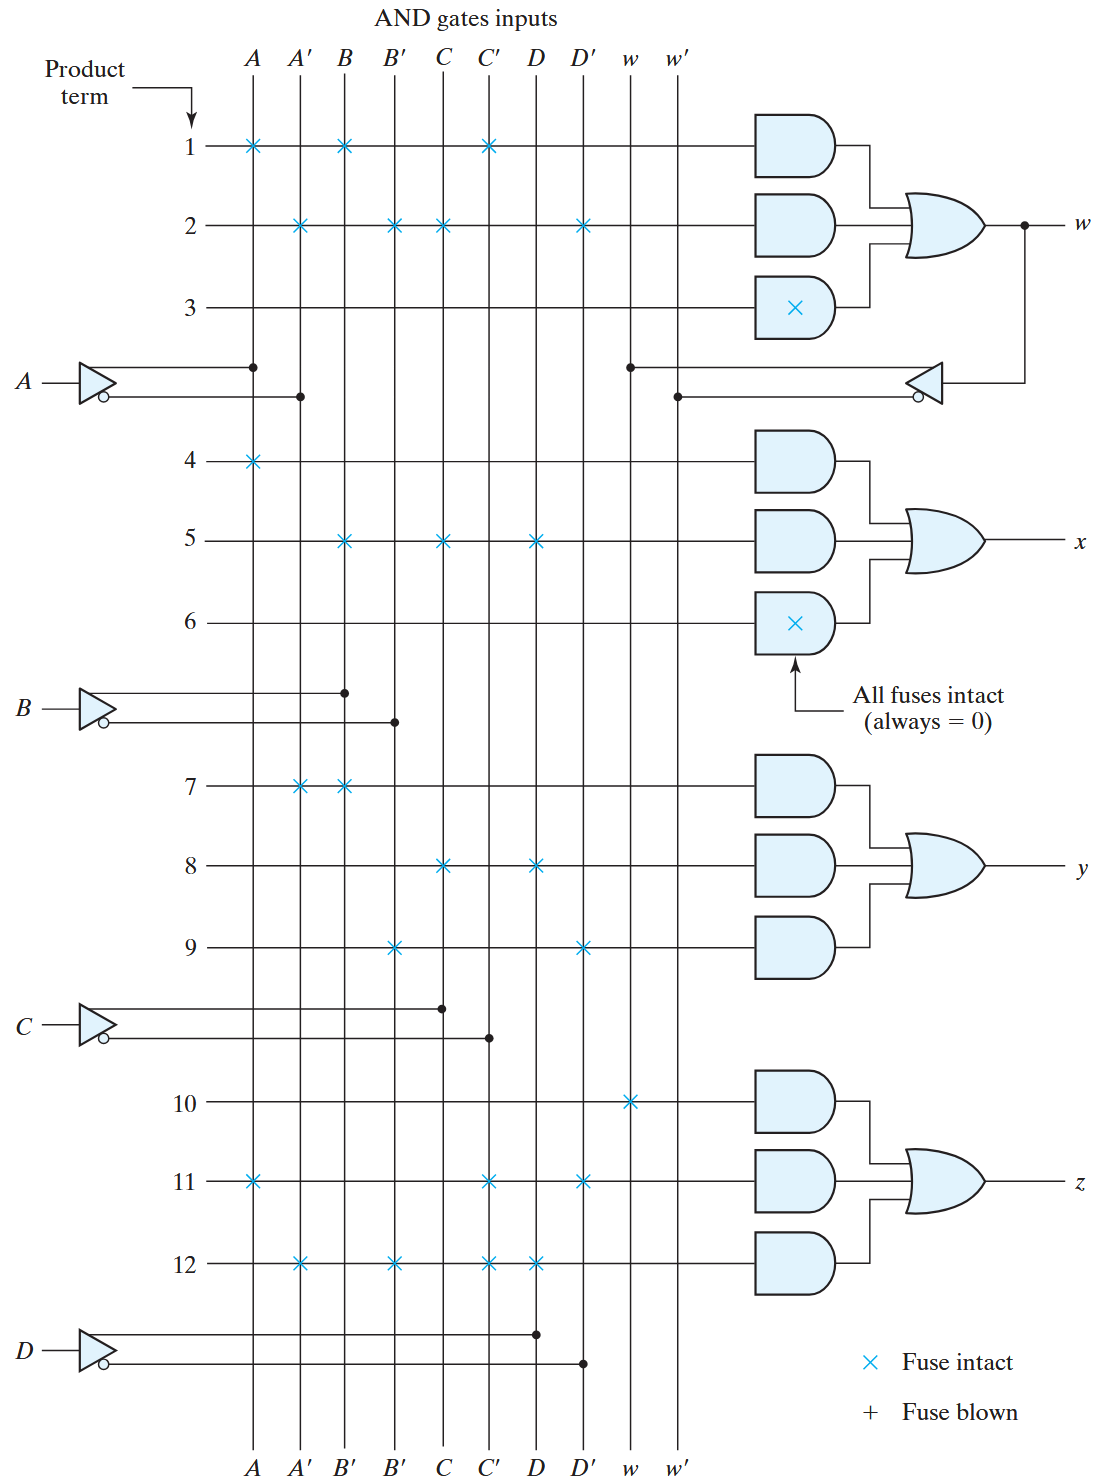 AND gates inputs
A A′ B B′ C C′ D D′ w w′
Product
term
1
2
w
3
A
4
5
x
6
All fuses intact
(always = 0)
B
7
8
y
9
C
10
11
z
12
D
× Fuse intact
+ Fuse blown
A A′ B′ B′ C C′ D D′ w w′